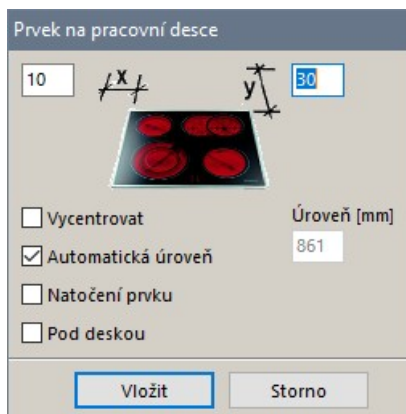 Prvek na pracovní desce
10 x y 30
Vycentrovat Úroveň [mm]
Automatická úroveň 861
Natočení prvku
Pod deskou
Vložit Storno